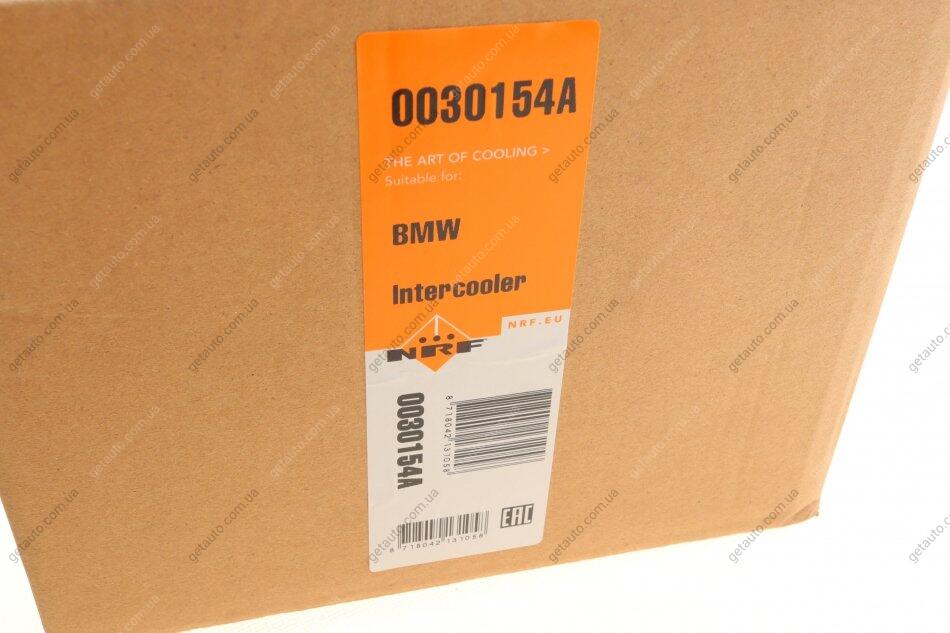 0030154A
THE ART OF COOLING >
Suitable for:
BMW
Intercooler
NRF.EU
NRF
0030154A
8 718042 131058
8 718042 131058
EAC
getauto.com.ua